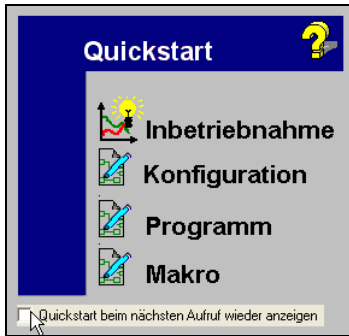 Quickstart
Inbetriebnahme
Konfiguration
Programm
Makro
Quickstart beim nächsten Aufruf wieder anzeigen